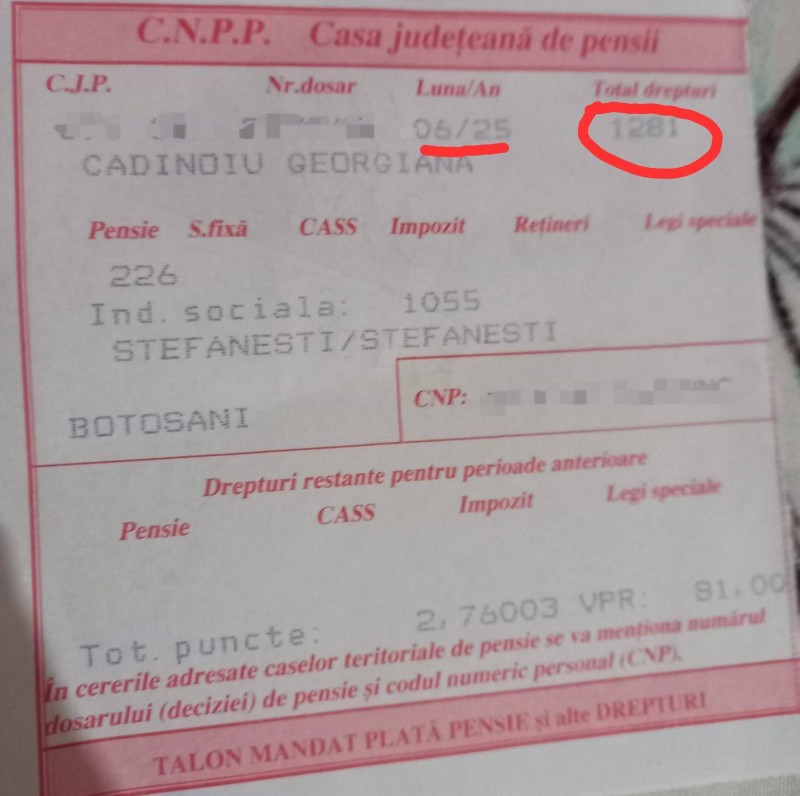 C.N.P.P. Casa județeană de pensii
C.J.P. Nr.dosar Luna/An Total drepturi
06/25 1281
CADINOIU GEORGIANA
Pensie S.fixă CASS Impozit Rețineri Legi speciale
226
Ind. sociala: 1055
STEFANESTI/STEFANESTI
CNP:
BOTOSANI
Drepturi restante pentru perioade anterioare
Pensie CASS Impozit Legi speciale
Tot. puncte: 2,76003 VPR: 81,00
În cererile adresate caselor teritoriale de pensie se va menționa numărul
dosarului (deciziei) de pensie și codul numeric personal (CNP).
TALON MANDAT PLATĂ PENSIE și alte DREPTURI